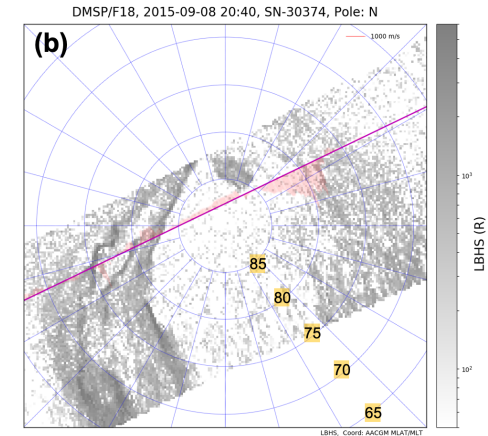 DMSP/F18, 2015-09-08 20:40, SN-30374, Pole: N
(b)
1000 m/s
10³
LBHS (R)
10²
85
80
75
70
65
LBHS, Coord: AACGM MLAT/MLT